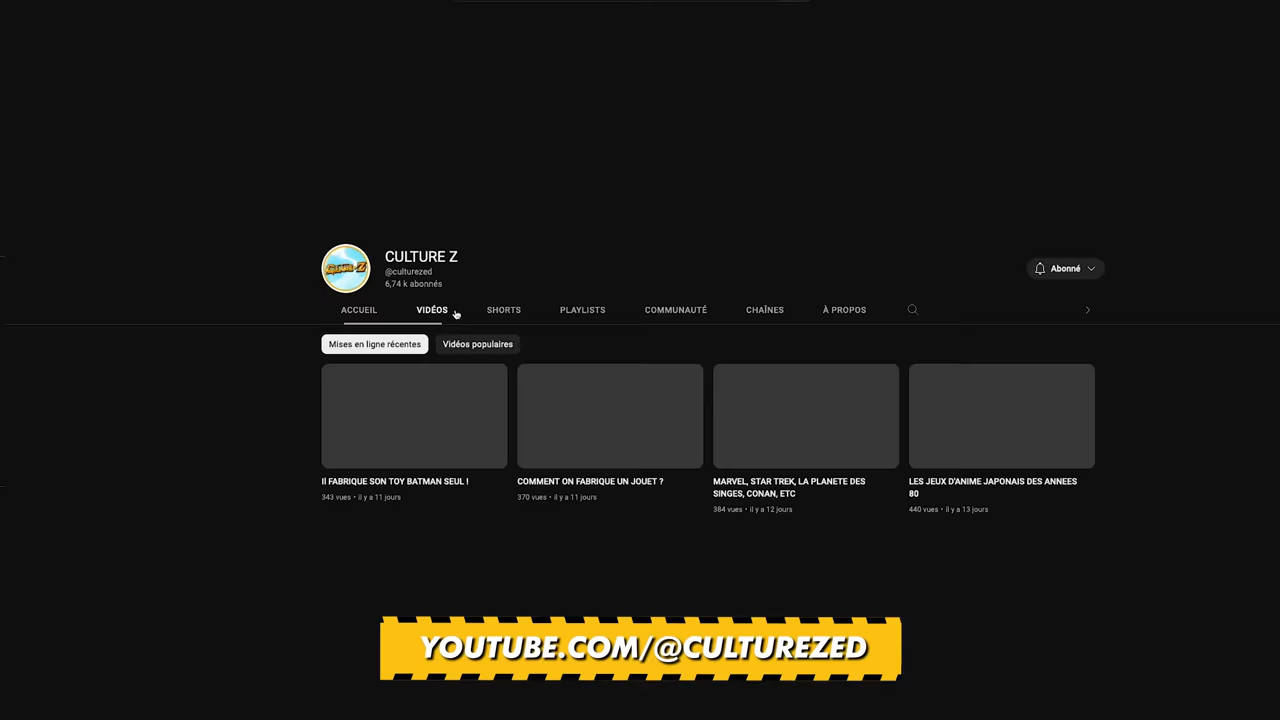 CULTURE Z
@culturezed
6,74 k abonnés
Abonné
ACCUEIL VIDÉOS SHORTS PLAYLISTS COMMUNAUTÉ CHAÎNES À PROPOS
Mises en ligne récentes Vidéos populaires
Il FABRIQUE SON TOY BATMAN SEUL !
343 vues • il y a 11 jours
COMMENT ON FABRIQUE UN JOUET ?
370 vues • il y a 11 jours
MARVEL, STAR TREK, LA PLANETE DES
SINGES, CONAN, ETC
384 vues • il y a 12 jours
LES JEUX D'ANIME JAPONAIS DES ANNEES
80
440 vues • il y a 13 jours
YOUTUBE.COM/@CULTUREZED